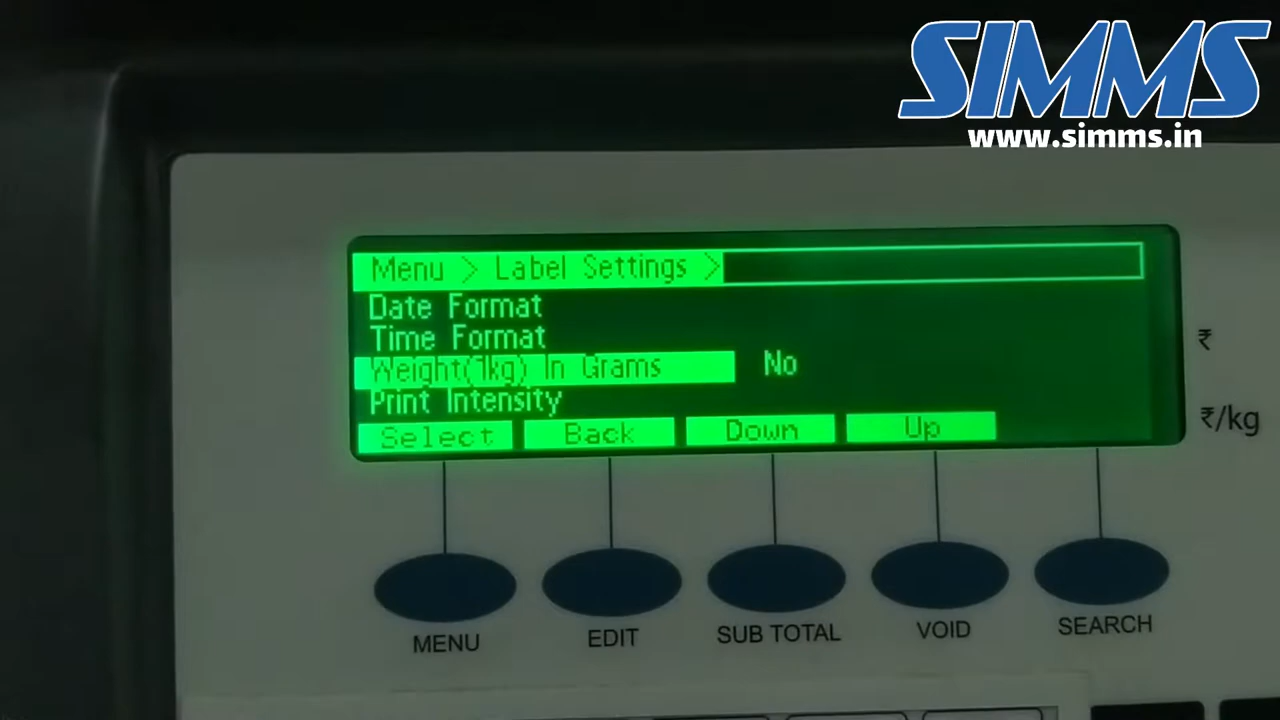 SIMMS
www.simms.in
Menu > Label Settings >
Date Format
Time Format
Weight(1kg) In Grams No
Print Intensity
Select Back Down Up
₹
₹/kg
MENU EDIT SUB TOTAL VOID SEARCH